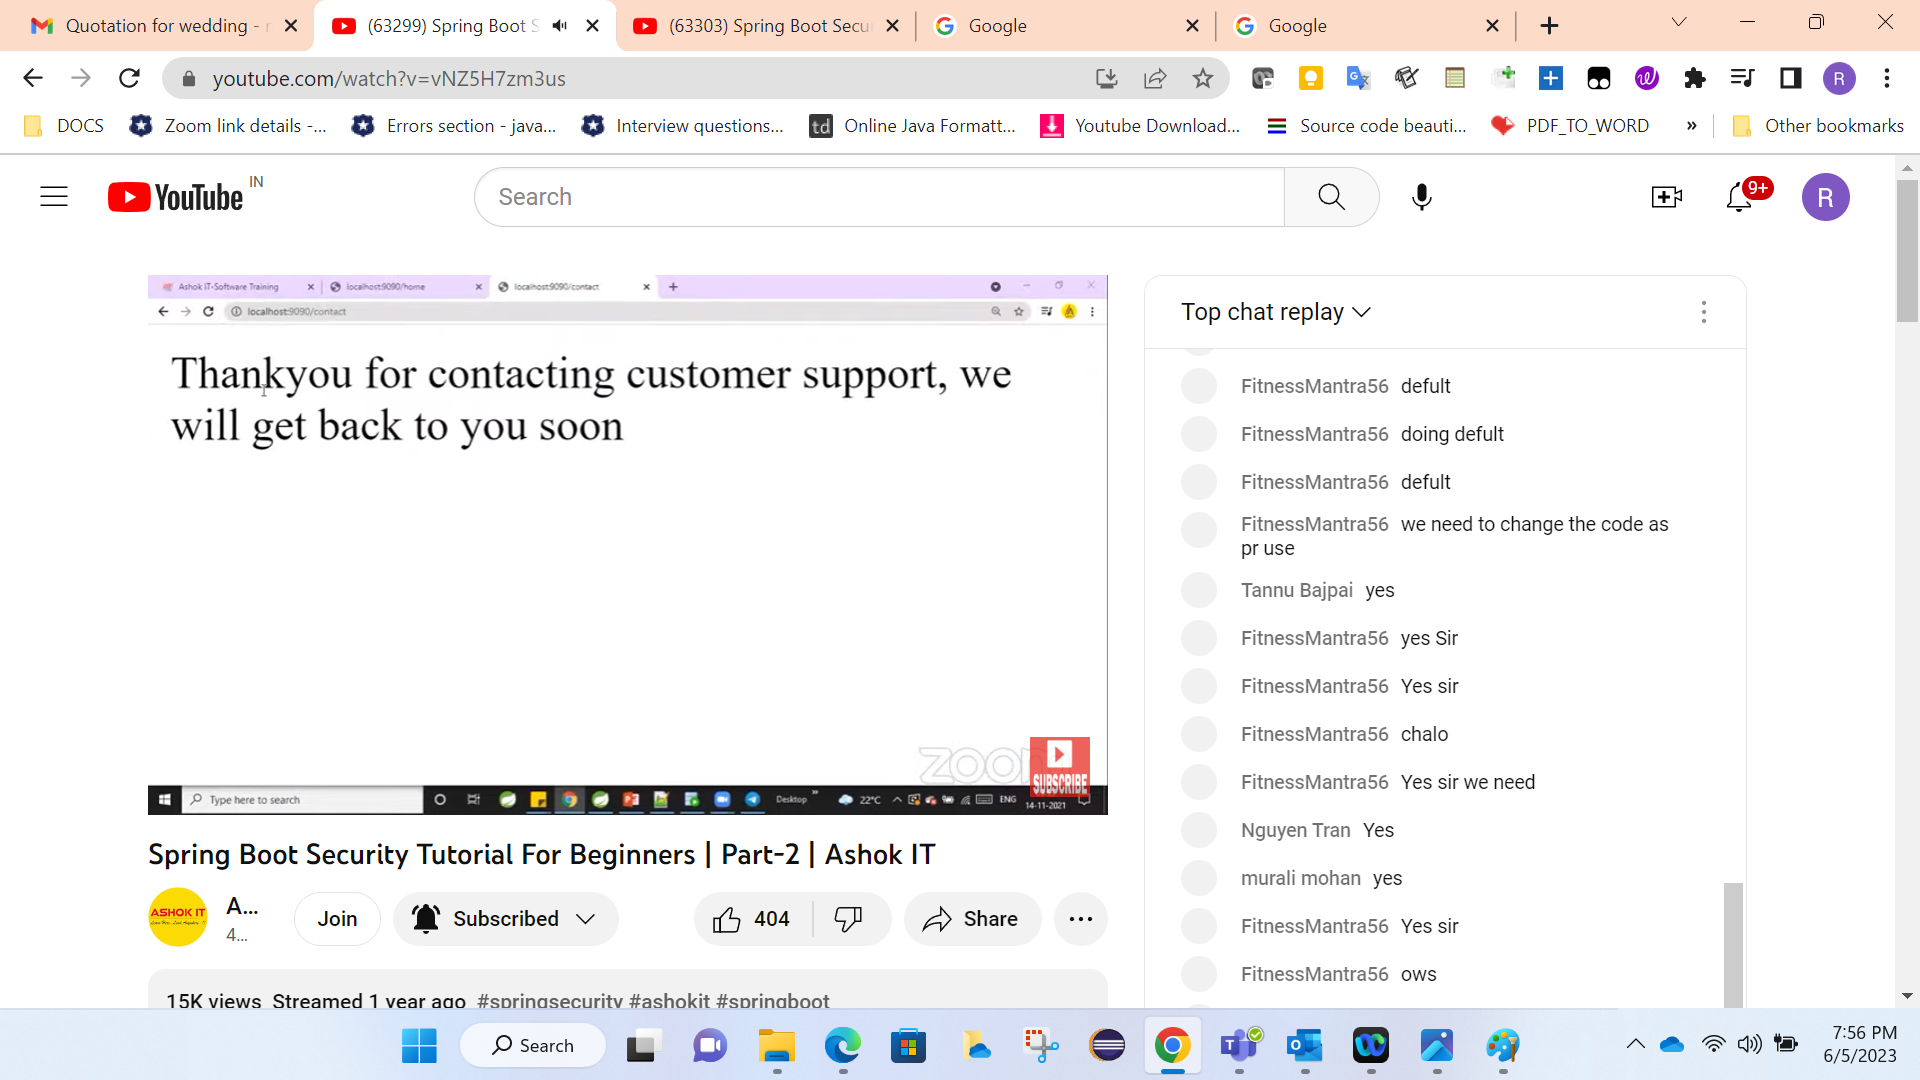 Quotation for wedding - r
(63299) Spring Boot S
(63303) Spring Boot Secu
Google
Google
youtube.com/watch?v=vNZ5H7zm3us
R
DOCS
Zoom link details -...
Errors section - java...
Interview questions...
td
Online Java Formatt...
Youtube Download...
Source code beauti...
PDF_TO_WORD
»
Other bookmarks
YouTube
IN
Search
9+
R
Ashok IT-Software Training
localhost:9090/home
localhost:9090/contact
localhost:9090/contact
Thankyou for contacting customer support, we
will get back to you soon
zoom
SUBSCRIBE
Type here to search
Desktop
22°C
ENG
14-11-2021
Spring Boot Security Tutorial For Beginners | Part-2 | Ashok IT
ASHOK IT
A...
4...
Join
Subscribed
404
Share
15K views Streamed 1 year ago #springsecurity #ashokit #springboot
Top chat replay
FitnessMantra56 defult
FitnessMantra56 doing defult
FitnessMantra56 defult
FitnessMantra56 we need to change the code as
pr use
Tannu Bajpai yes
FitnessMantra56 yes Sir
FitnessMantra56 Yes sir
FitnessMantra56 chalo
FitnessMantra56 Yes sir we need
Nguyen Tran Yes
murali mohan yes
FitnessMantra56 Yes sir
FitnessMantra56 ows
Search
7:56 PM
6/5/2023